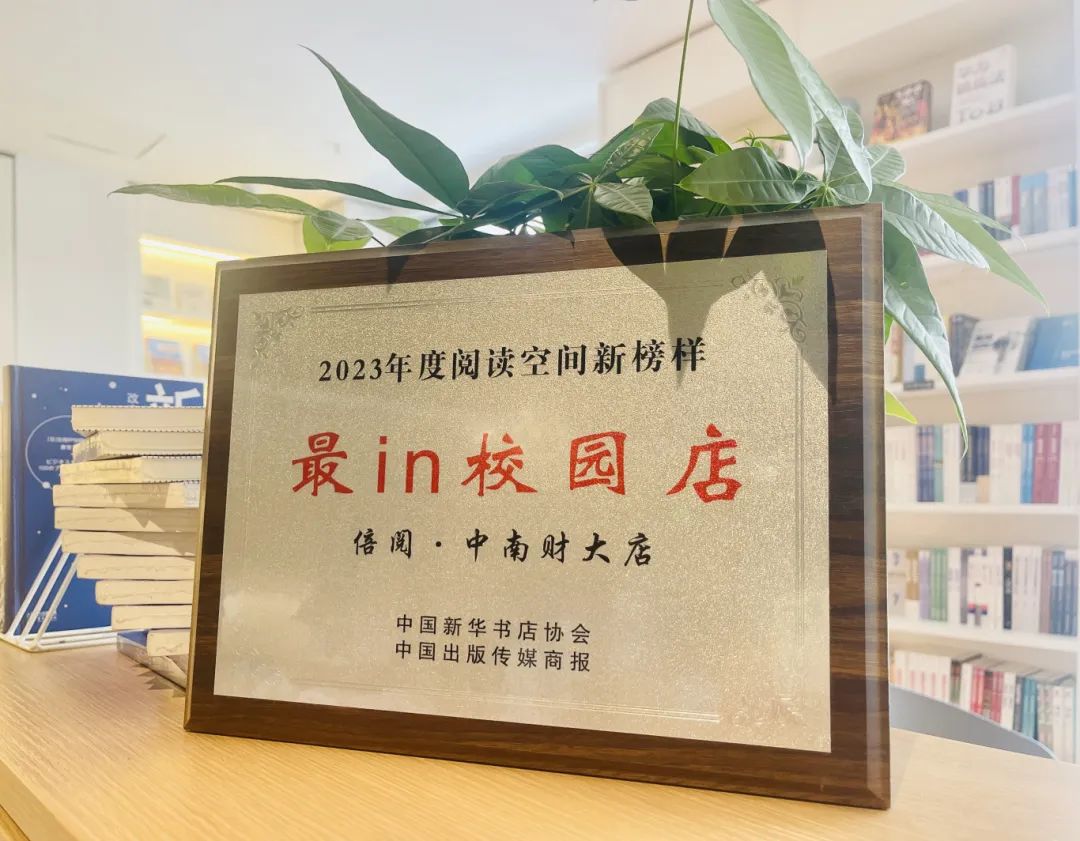 2023年度阅读空间新榜样
最in校园店
倍阅·中南财大店
中国新华书店协会
中国出版传媒商报
改
新